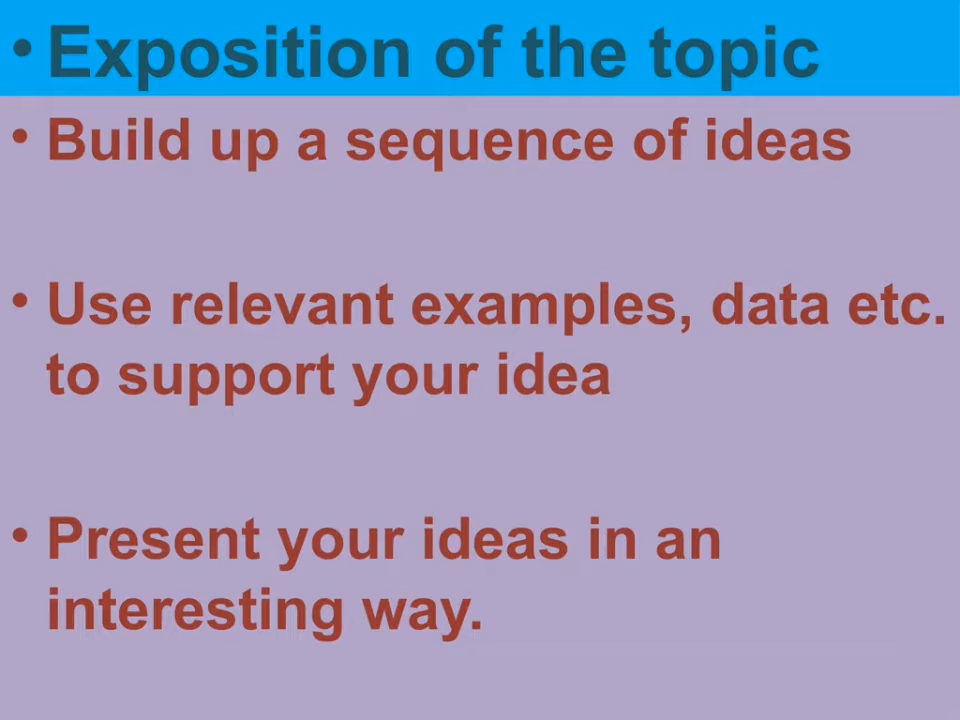 • Exposition of the topic
• Build up a sequence of ideas
• Use relevant examples, data etc.
to support your idea
• Present your ideas in an
interesting way.